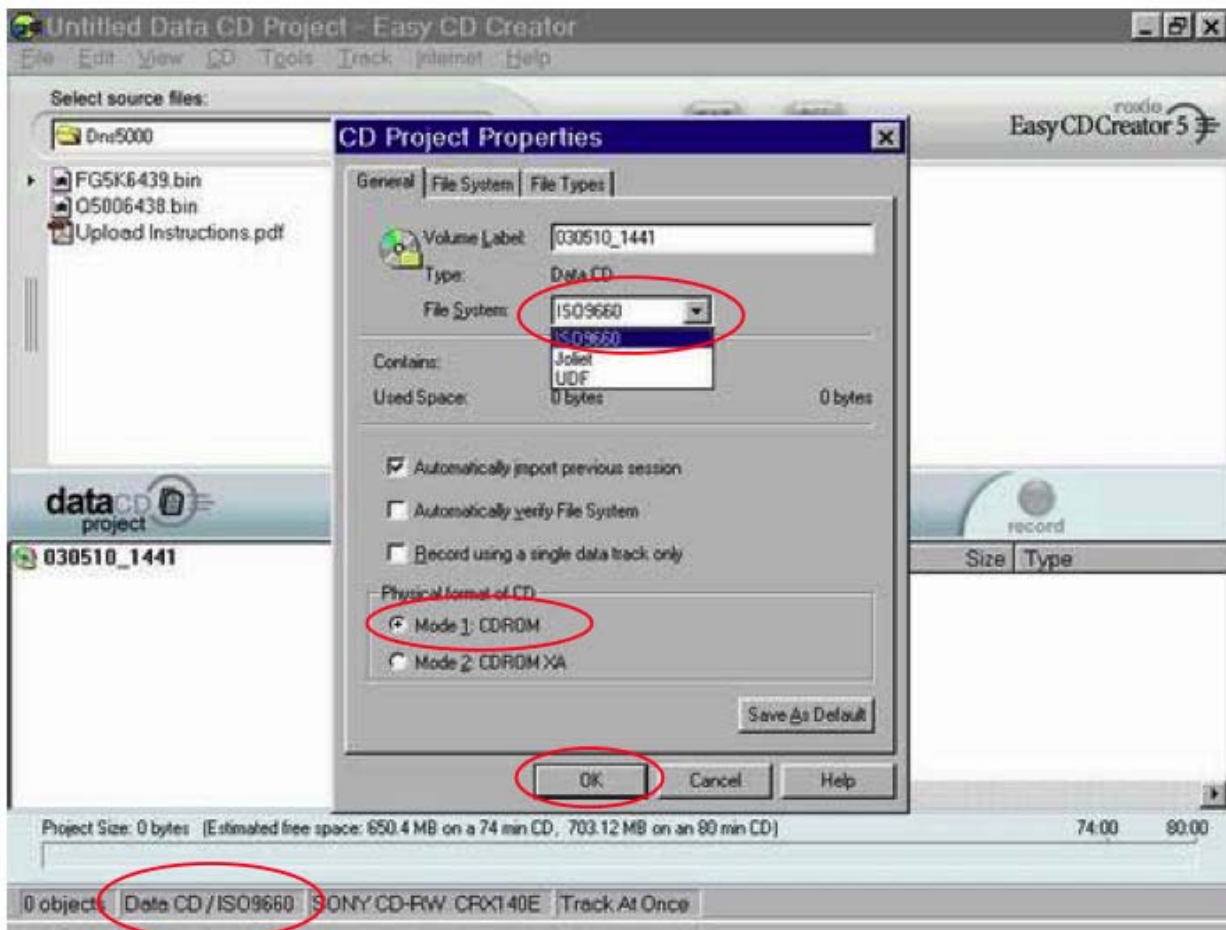 Untitled Data CD Project - Easy CD Creator
File Edit View CD Tools Track Internet Help
Select source files:
Dns5000
roxio
Easy CD Creator 5
FG5K6439.bin
Q5006438.bin
Upload Instructions.pdf
CD Project Properties
General File System File Types
Volume Label: 030510_1441
Type: Data CD
File System: ISO9660
ISO9660
Joliet
UDF
Contains:
Used Space: 0 bytes 0 bytes
Automatically import previous session
Automatically verify File System
Record using a single data track only
Physical format of CD
Mode 1: CDROM
Mode 2: CDROM XA
Save As Default
OK Cancel Help
data CD
project
record
030510_1441
Size Type
Project Size: 0 bytes (Estimated free space: 650.4 MB on a 74 min CD, 703.12 MB on an 80 min CD)
74:00 80:00
0 objects Data CD / ISO9660 SONY CD-RW CRX140E Track At Once